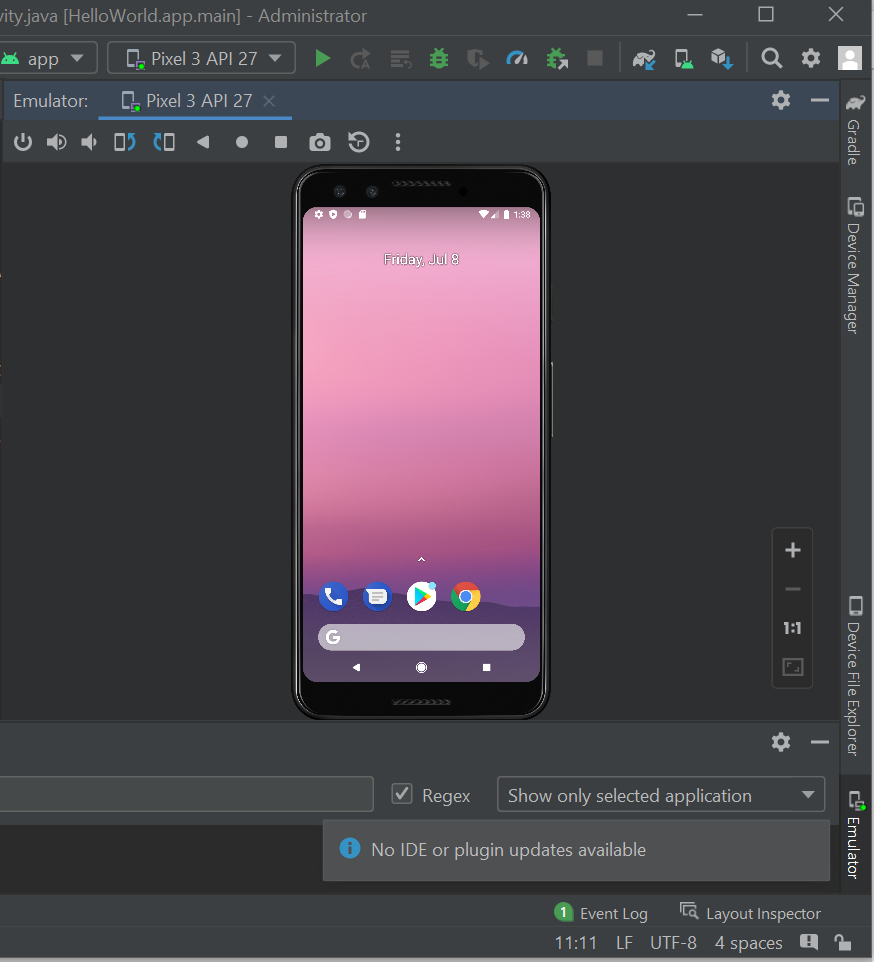 vity.java [HelloWorld.app.main] - Administrator
app
Pixel 3 API 27
Emulator:
Pixel 3 API 27
Gradle
Device Manager
1:38
Friday, Jul 8
G
1:1
Device File Explorer
Regex
Show only selected application
Emulator
No IDE or plugin updates available
1 Event Log
Layout Inspector
11:11 LF UTF-8 4 spaces